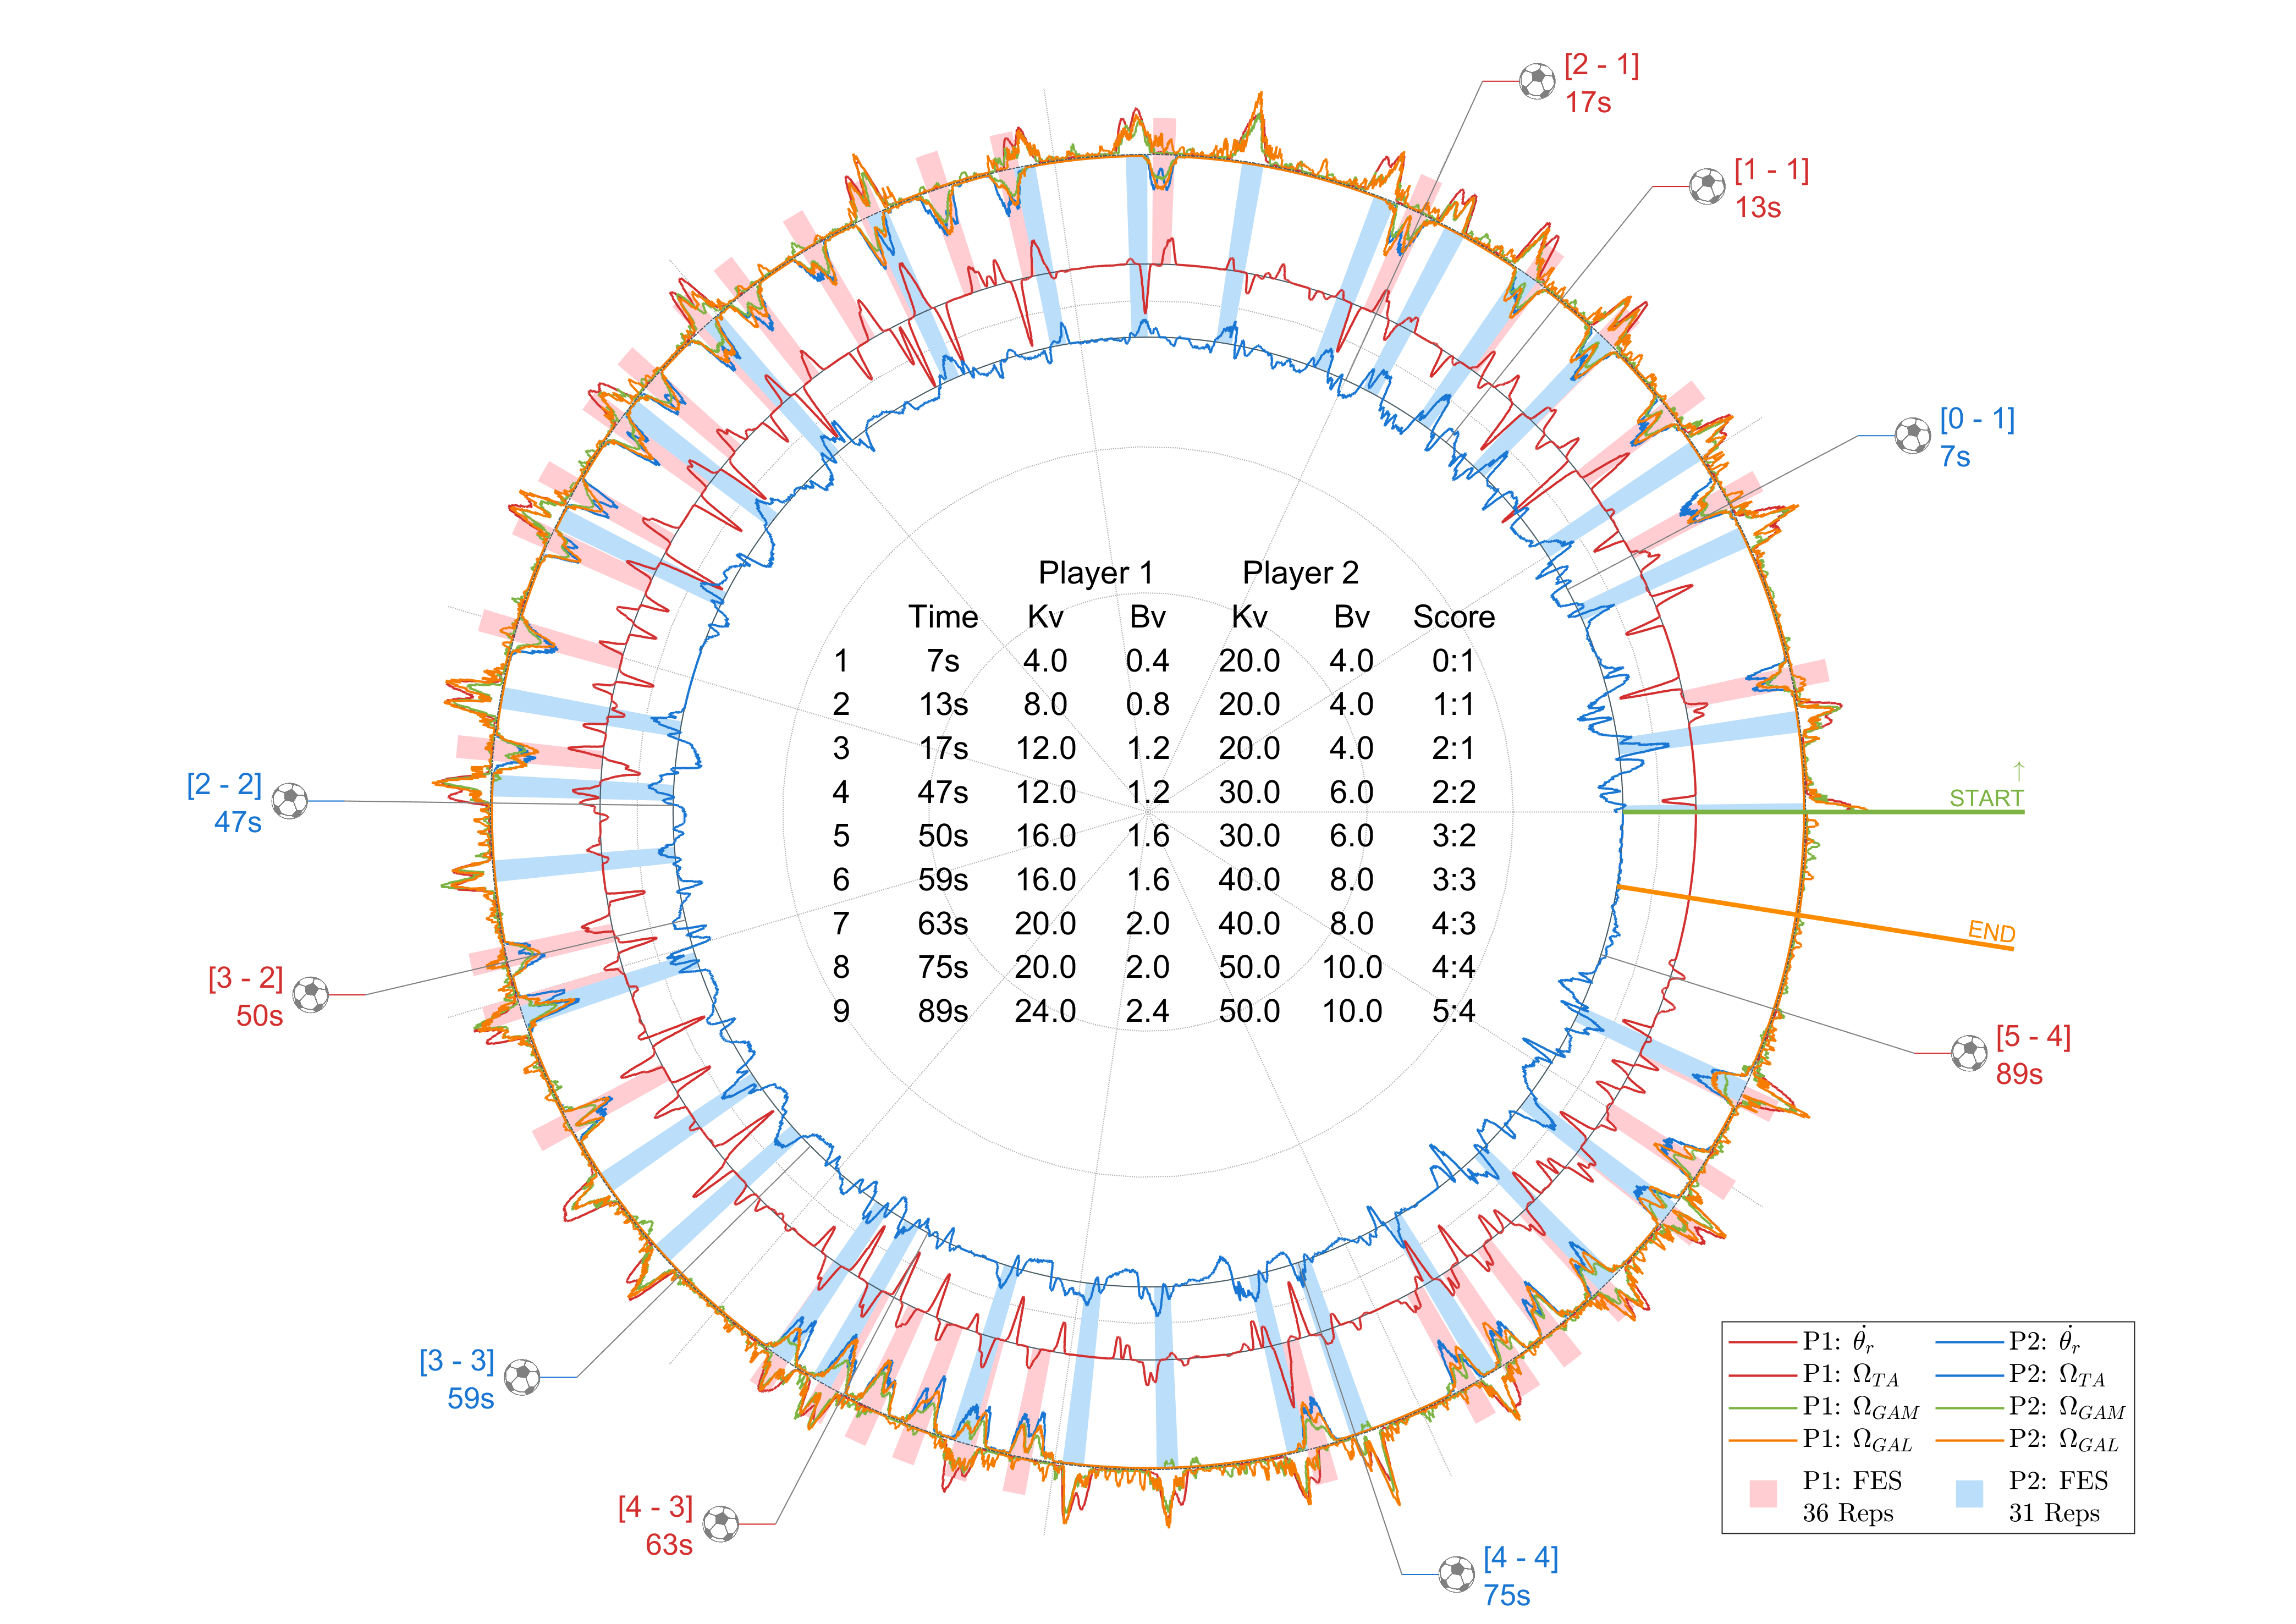 [2 - 1]
17s
[1 - 1]
13s
[0 - 1]
7s
Player 1 Player 2
Time Kv Bv Kv Bv Score
1 7s 4.0 0.4 20.0 4.0 0:1
2 13s 8.0 0.8 20.0 4.0 1:1
3 17s 12.0 1.2 20.0 4.0 2:1
4 47s 12.0 1.2 30.0 6.0 2:2
5 50s 16.0 1.6 30.0 6.0 3:2
6 59s 16.0 1.6 40.0 8.0 3:3
7 63s 20.0 2.0 40.0 8.0 4:3
8 75s 20.0 2.0 50.0 10.0 4:4
9 89s 24.0 2.4 50.0 10.0 5:4
↑
START
END
[2 - 2]
47s
[3 - 2]
50s
[5 - 4]
89s
[3 - 3]
59s
[4 - 3]
63s
[4 - 4]
75s
P1: θ̇r P2: θ̇r
P1: ΩTA P2: ΩTA
P1: ΩGAM P2: ΩGAM
P1: ΩGAL P2: ΩGAL
P1: FES P2: FES
36 Reps 31 Reps